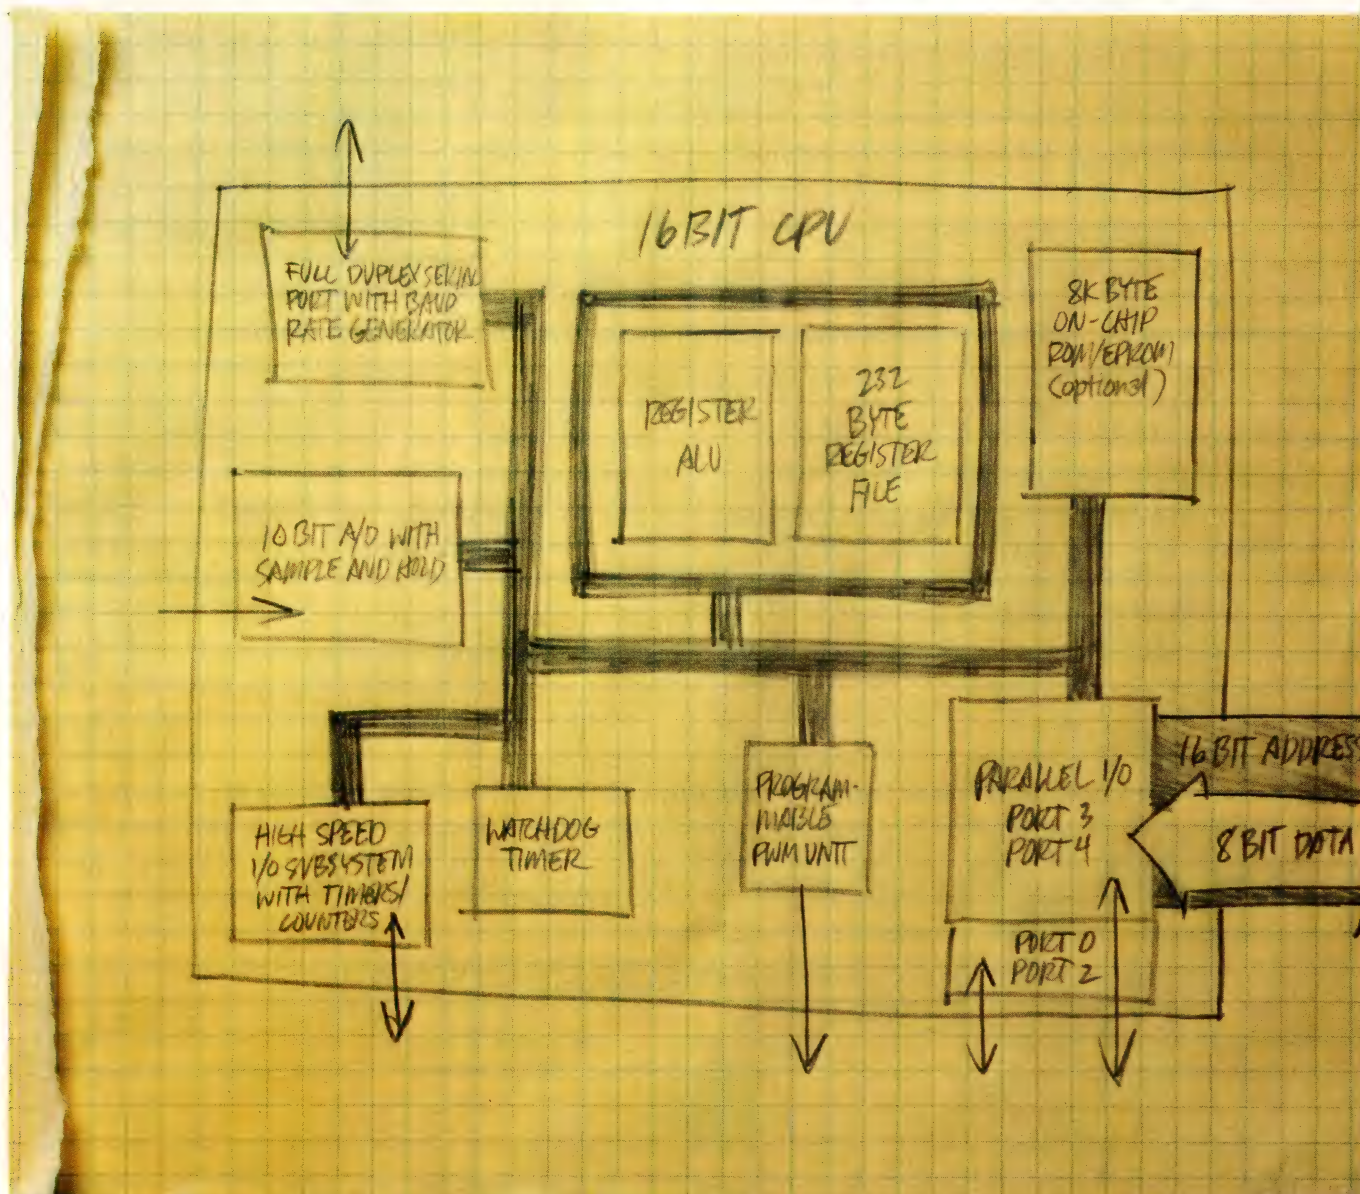 16 BIT CPU
FULL DUPLEX SERIAL
PORT WITH BAUD
RATE GENERATOR
REGISTER
ALU
232
BYTE
REGISTER
FILE
8K BYTE
ON-CHIP
ROM/EPROM
(optional)
10 BIT A/D WITH
SAMPLE AND HOLD
HIGH SPEED
I/O SUBSYSTEM
WITH TIMERS/
COUNTERS
WATCHDOG
TIMER
PROGRAM-
MABLE
PWM UNIT
PARALLEL I/O
PORT 3
PORT 4
PORT 0
PORT 2
16 BIT ADDRESS
8 BIT DATA